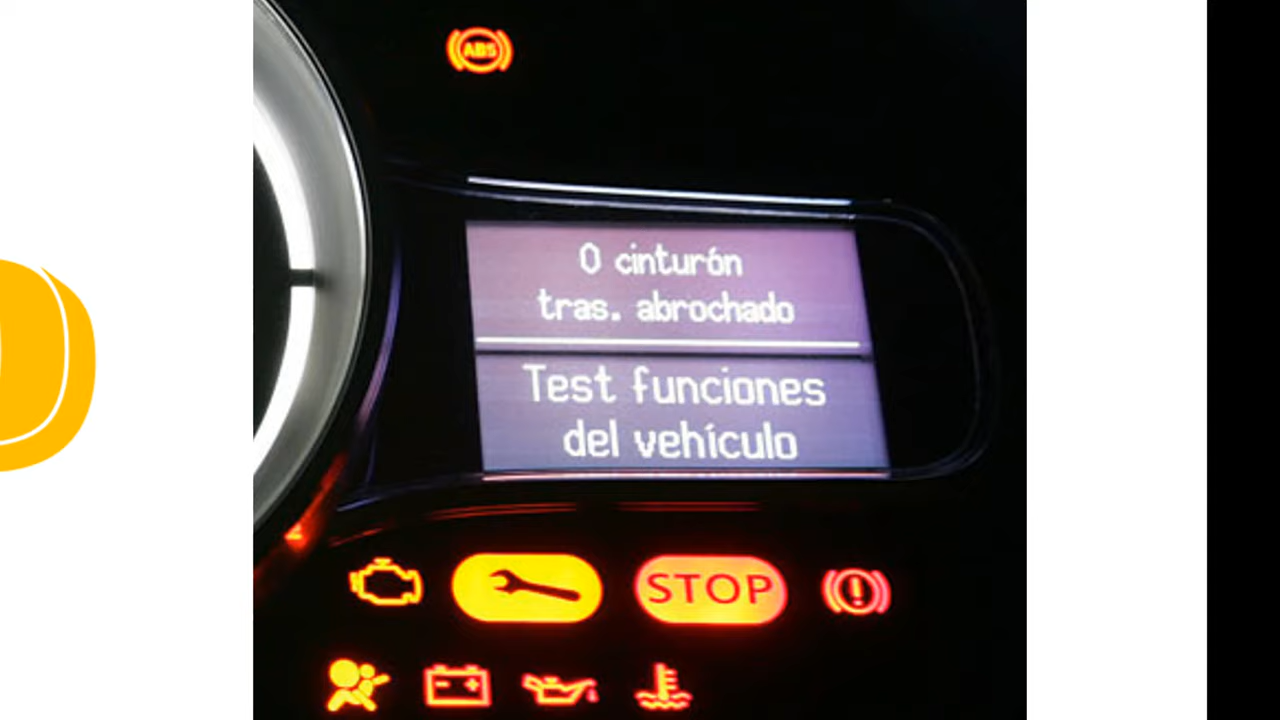 ABS
0 cinturón
tras. abrochado
Test funciones
del vehículo
STOP